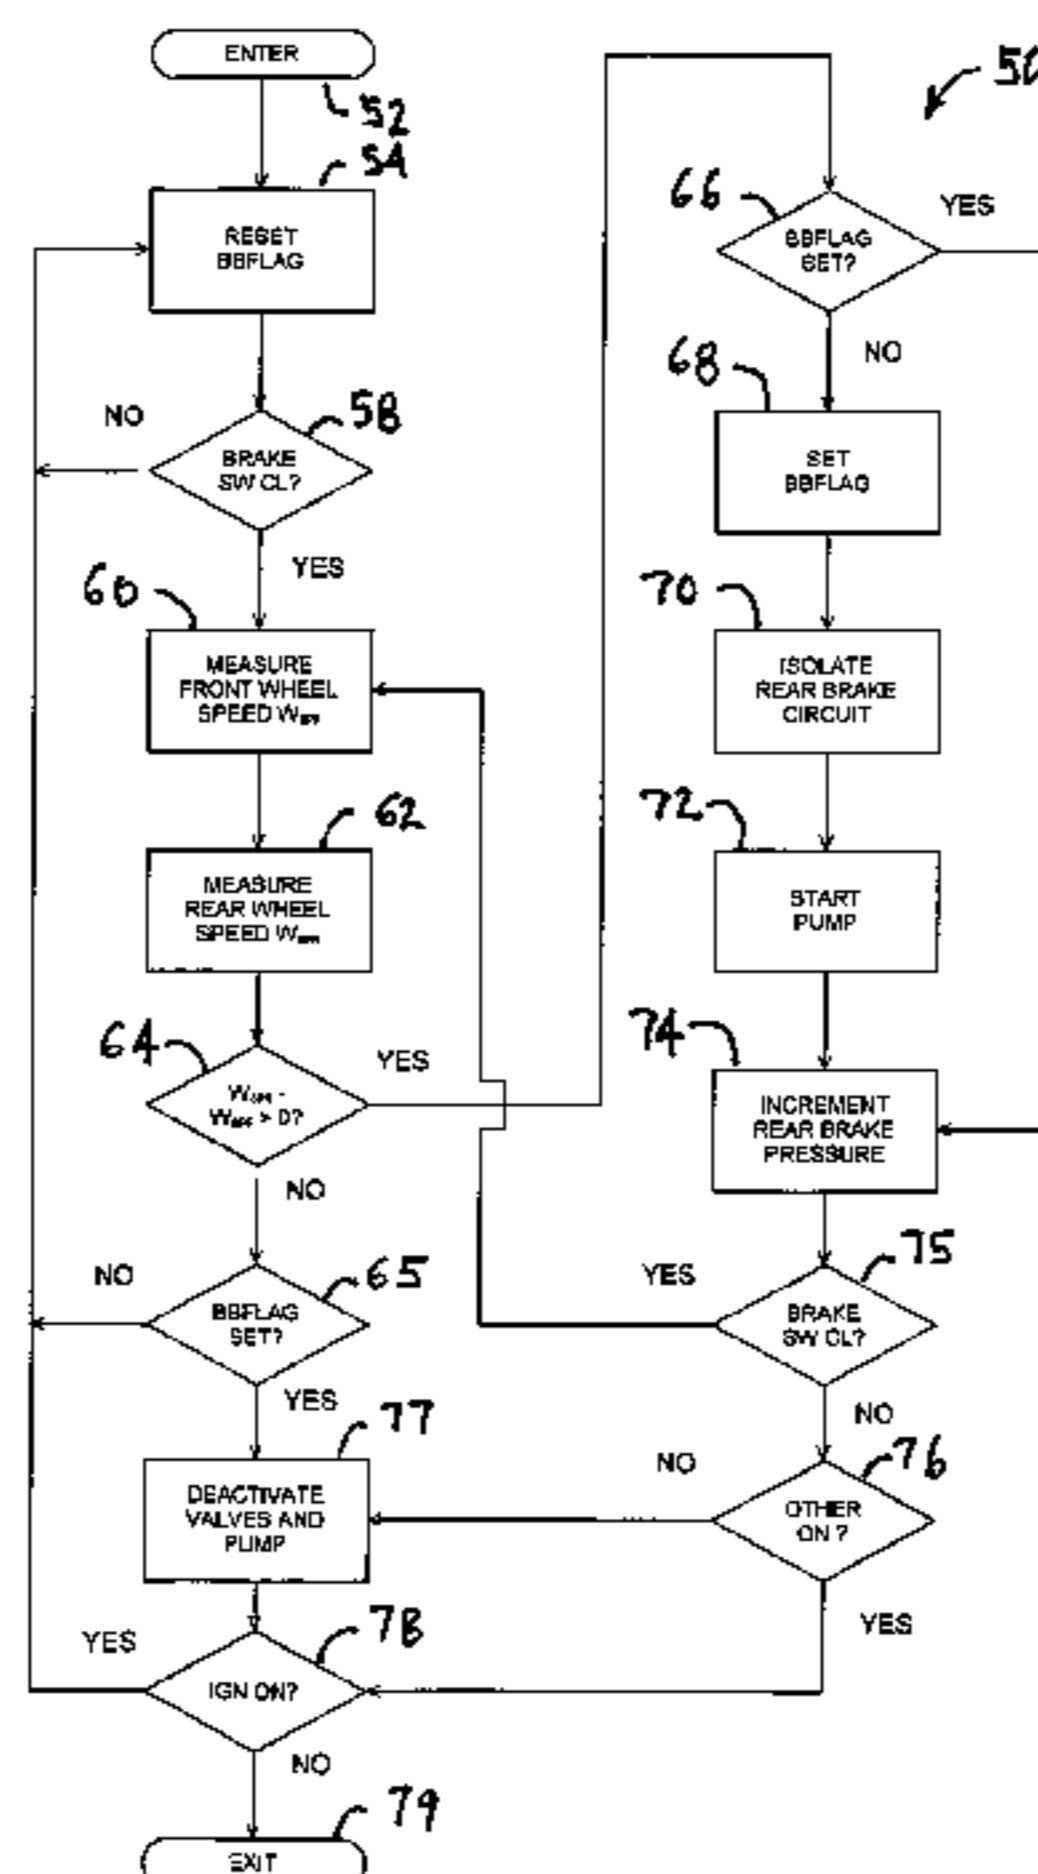 ENTER
52
54
RESET
BBFLAG
NO
58
BRAKE
SW CL?
YES
60
MEASURE
FRONT WHEEL
SPEED W
62
MEASURE
REAR WHEEL
SPEED W
64
YES
W -
W > 0?
NO
NO
65
BBFLAG
SET?
YES
77
DEACTIVATE
VALVES AND
PUMP
YES
78
IGN ON?
NO
79
EXIT
50
66
YES
BBFLAG
SET?
NO
68
SET
BBFLAG
70
ISOLATE
REAR BRAKE
CIRCUIT
72
START
PUMP
74
INCREMENT
REAR BRAKE
PRESSURE
75
YES
BRAKE
SW CL?
NO
76
NO
OTHER
ON ?
YES